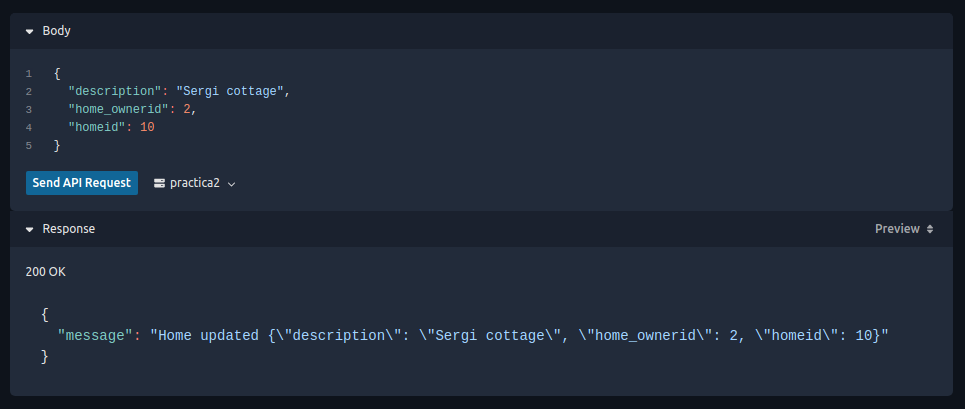 Body
1 {
2 "description": "Sergi cottage",
3 "home_ownerid": 2,
4 "homeid": 10
5 }
Send API Request practica2
Response Preview
200 OK
{
"message": "Home updated {\"description\": \"Sergi cottage\", \"home_ownerid\": 2, \"homeid\": 10}"
}